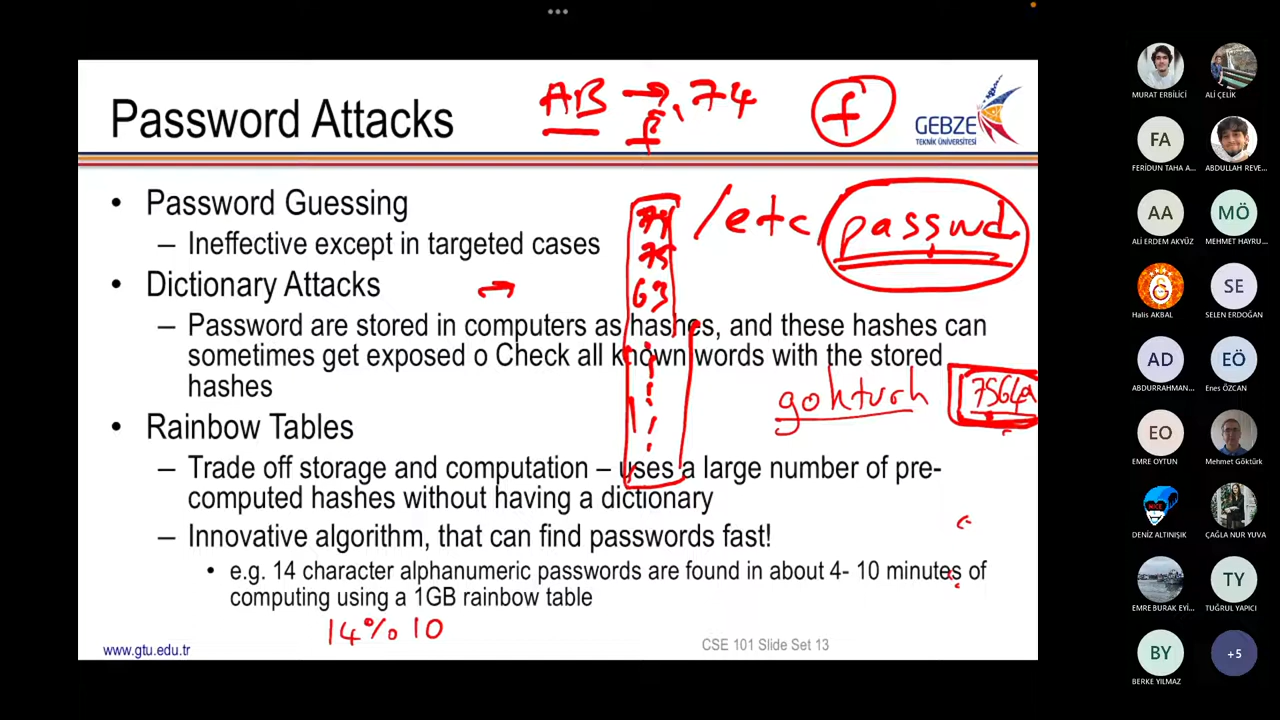 AB → 74
f
f
Password Attacks
GEBZE
TEKNİK ÜNİVERSİTESİ
• Password Guessing
– Ineffective except in targeted cases
• Dictionary Attacks
– Password are stored in computers as hashes, and these hashes can
sometimes get exposed o Check all known words with the stored
hashes
• Rainbow Tables
– Trade off storage and computation – uses a large number of pre-
computed hashes without having a dictionary
– Innovative algorithm, that can find passwords fast!
• e.g. 14 character alphanumeric passwords are found in about 4- 10 minutes of
computing using a 1GB rainbow table
74
75
63
/etc/passwd
gokturk
14%10
www.gtu.edu.tr
CSE 101 Slide Set 13
MURAT ERBİLİCİ
ALİ ÇELİK
FA
FERİDUN TAHA A...
ABDULLAH REVE...
AA
ALİ ERDEM AKYÜZ
MÖ
MEHMET HAYRU...
Halis AKBAL
SE
SELEN ERDOĞAN
AD
ABDURRAHMAN...
EÖ
Enes ÖZCAN
EO
EMRE OYTUN
Mehmet Göktürk
NICE
DENİZ ALTINIŞIK
ÇAĞLA NUR YUVA
EMRE BURAK EYİ...
TY
TUĞRUL YAPICI
BY
BERKE YILMAZ
+5